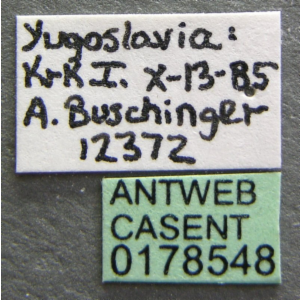 Yugoslavia:
Krk I. X-13-85
A. Buschinger
12372
ANTWEB
CASENT
0178548